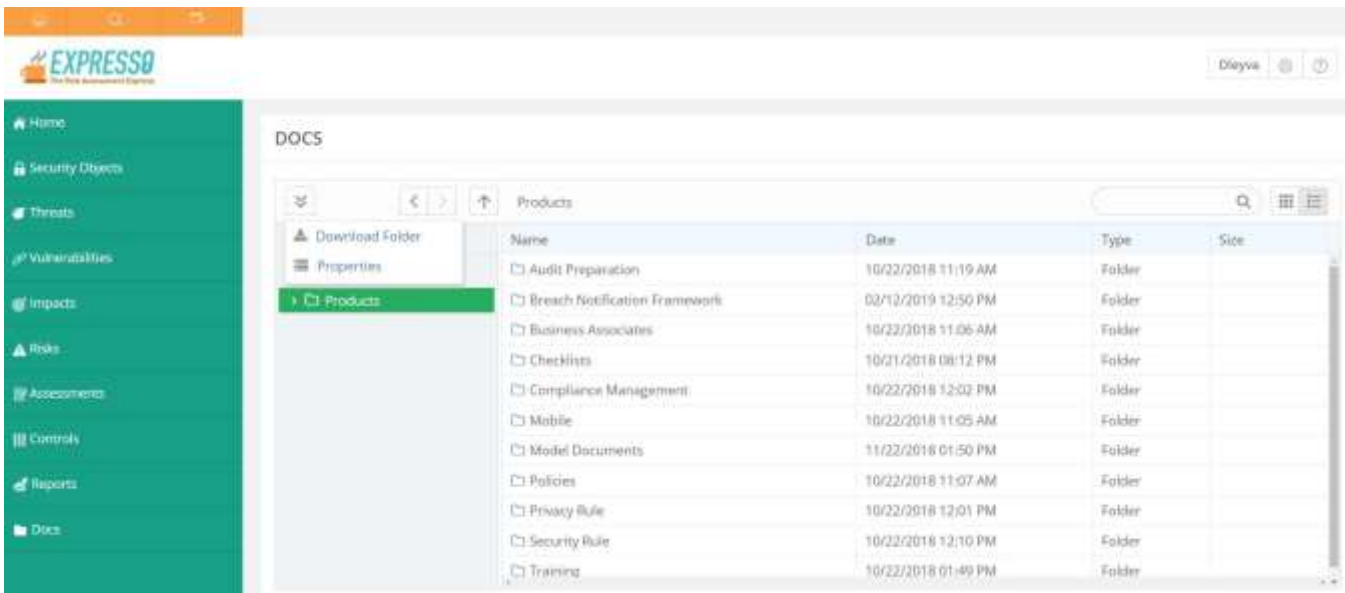 EXPRESSO
The Risk Assessment Express
Dleyva
Home
Security Objects
Threats
Vulnerabilities
Impacts
Risks
Assessments
Controls
Reports
Docs
DOCS
Products
Download Folder
Properties
Products
Name Date Type Size
Audit Preparation 10/22/2018 11:19 AM Folder
Breach Notification Framework 02/12/2019 12:50 PM Folder
Business Associates 10/22/2018 11:06 AM Folder
Checklists 10/21/2018 08:12 PM Folder
Compliance Management 10/22/2018 12:02 PM Folder
Mobile 10/22/2018 11:05 AM Folder
Model Documents 11/22/2018 01:50 PM Folder
Policies 10/22/2018 11:07 AM Folder
Privacy Rule 10/22/2018 12:01 PM Folder
Security Rule 10/22/2018 12:10 PM Folder
Training 10/22/2018 01:49 PM Folder